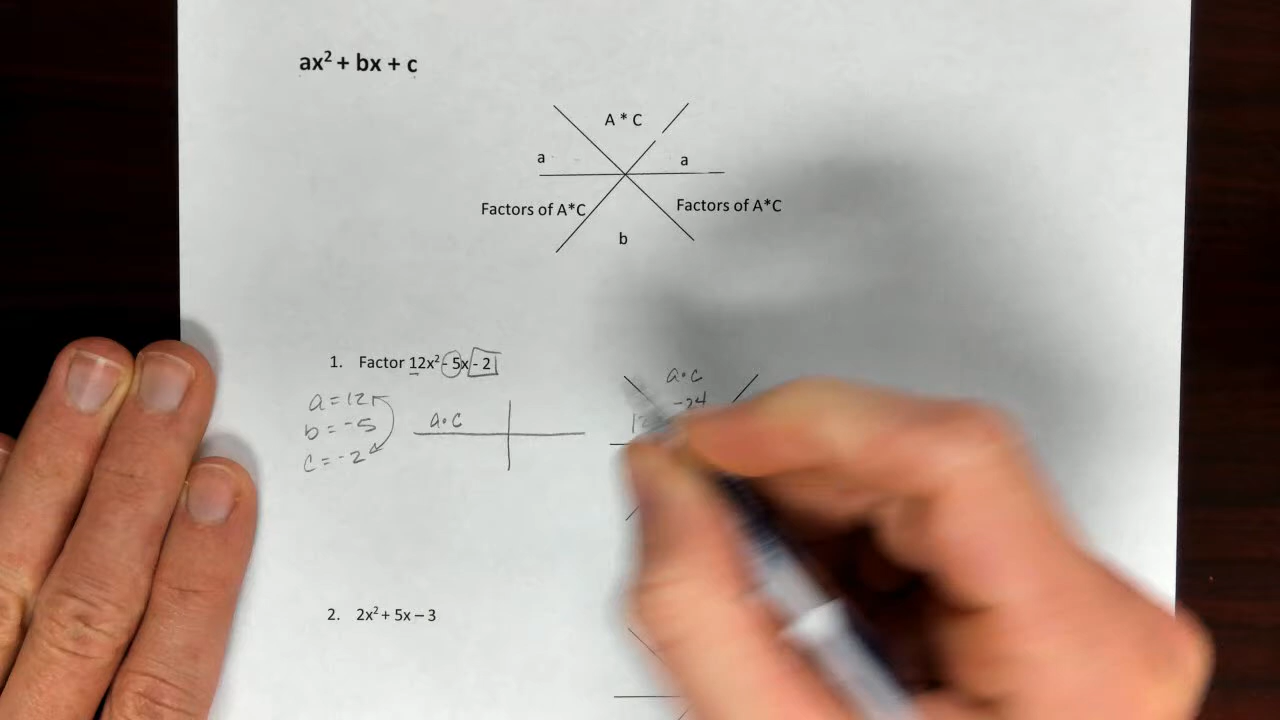 ax² + bx + c
A * C
a a
Factors of A*C Factors of A*C
b
1. Factor 12x² - 5x - 2
a = 12
b = -5
c = -2
a·c
a·c
-24
12
2. 2x² + 5x – 3